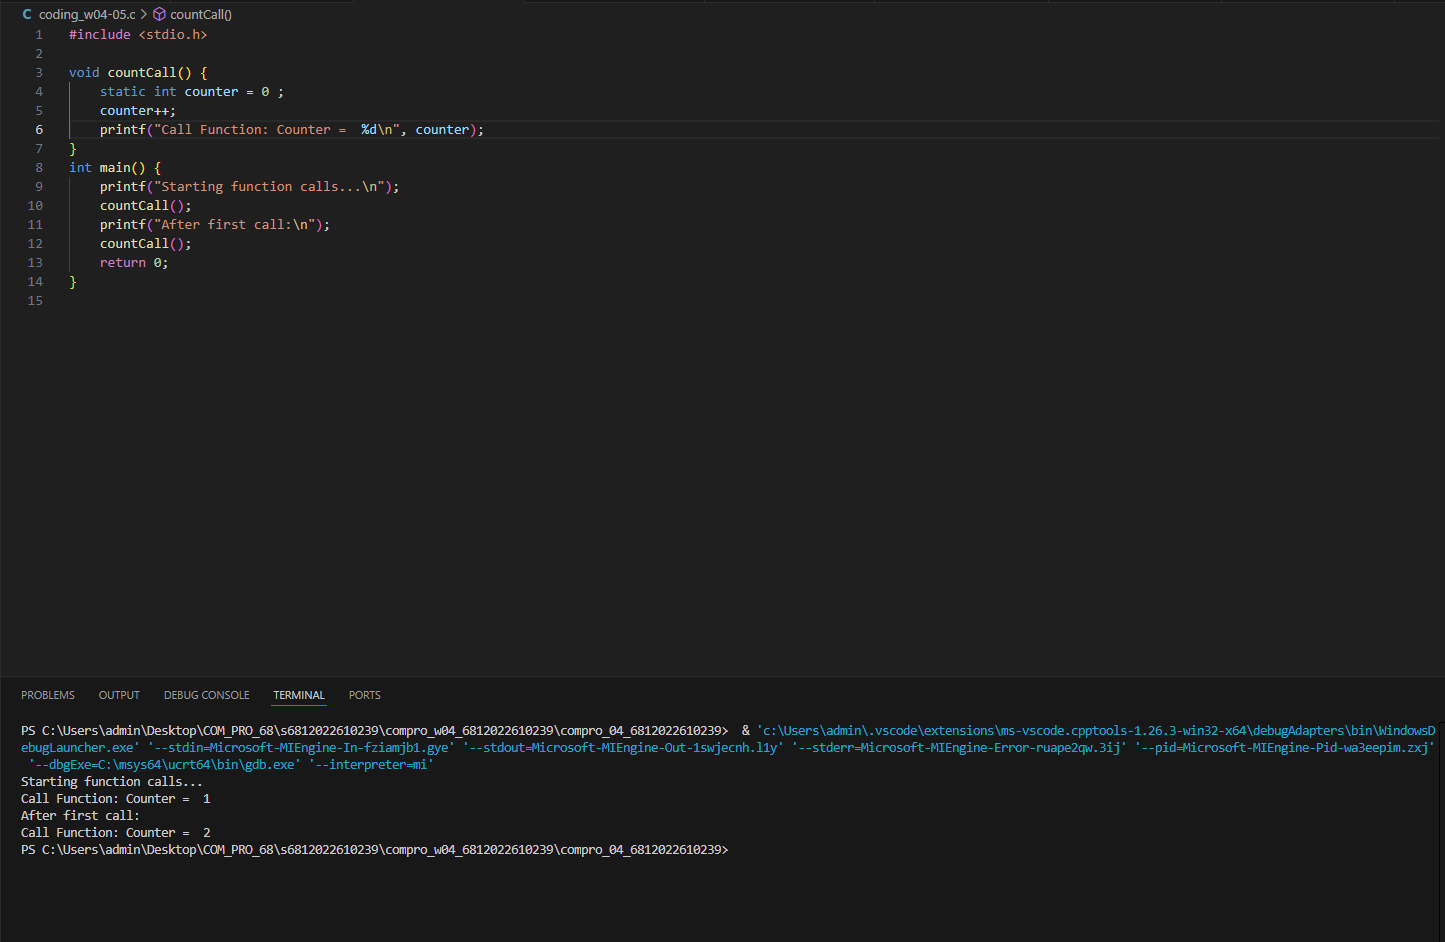 C coding_w04-05.c > countCall()
1 #include <stdio.h>
2
3 void countCall() {
4     static int counter = 0 ;
5     counter++;
6     printf("Call Function: Counter =  %d\n", counter);
7 }
8 int main() {
9     printf("Starting function calls...\n");
10     countCall();
11     printf("After first call:\n");
12     countCall();
13     return 0;
14 }
15
PROBLEMS OUTPUT DEBUG CONSOLE TERMINAL PORTS
PS C:\Users\admin\Desktop\COM_PRO_68\s6812022610239\compro_w04_6812022610239\compro_04_6812022610239>  & 'c:\Users\admin\.vscode\extensions\ms-vscode.cpptools-1.26.3-win32-x64\debugAdapters\bin\WindowsD
ebugLauncher.exe' '--stdin=Microsoft-MIEngine-In-fziamjb1.gye' '--stdout=Microsoft-MIEngine-Out-1swjecnh.l1y' '--stderr=Microsoft-MIEngine-Error-ruape2qw.3ij' '--pid=Microsoft-MIEngine-Pid-wa3eepim.zxj'
 '--dbgExe=C:\msys64\ucrt64\bin\gdb.exe' '--interpreter=mi'
Starting function calls...
Call Function: Counter =  1
After first call:
Call Function: Counter =  2
PS C:\Users\admin\Desktop\COM_PRO_68\s6812022610239\compro_w04_6812022610239\compro_04_6812022610239>